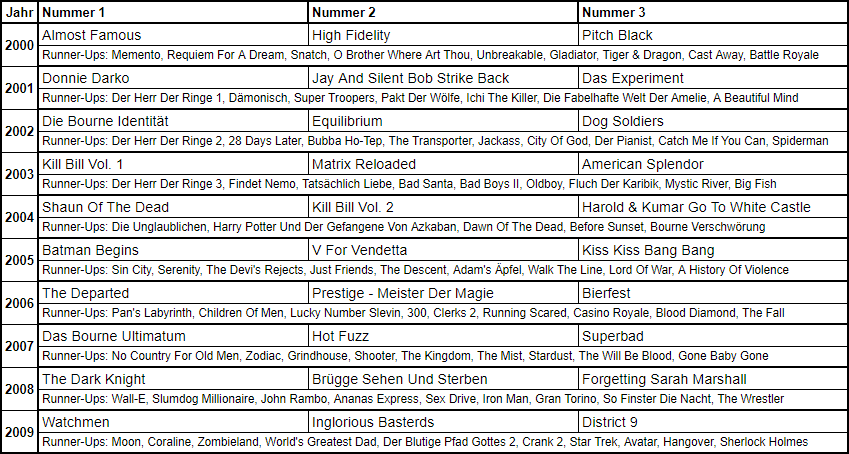 Jahr Nummer 1 Nummer 2 Nummer 3
2000 Almost Famous High Fidelity Pitch Black
Runner-Ups: Memento, Requiem For A Dream, Snatch, O Brother Where Art Thou, Unbreakable, Gladiator, Tiger & Dragon, Cast Away, Battle Royale
2001 Donnie Darko Jay And Silent Bob Strike Back Das Experiment
Runner-Ups: Der Herr Der Ringe 1, Dämonisch, Super Troopers, Pakt Der Wölfe, Ichi The Killer, Die Fabelhafte Welt Der Amelie, A Beautiful Mind
2002 Die Bourne Identität Equilibrium Dog Soldiers
Runner-Ups: Der Herr Der Ringe 2, 28 Days Later, Bubba Ho-Tep, The Transporter, Jackass, City Of God, Der Pianist, Catch Me If You Can, Spiderman
2003 Kill Bill Vol. 1 Matrix Reloaded American Splendor
Runner-Ups: Der Herr Der Ringe 3, Findet Nemo, Tatsächlich Liebe, Bad Santa, Bad Boys II, Oldboy, Fluch Der Karibik, Mystic River, Big Fish
2004 Shaun Of The Dead Kill Bill Vol. 2 Harold & Kumar Go To White Castle
Runner-Ups: Die Unglaublichen, Harry Potter Und Der Gefangene Von Azkaban, Dawn Of The Dead, Before Sunset, Bourne Verschwörung
2005 Batman Begins V For Vendetta Kiss Kiss Bang Bang
Runner-Ups: Sin City, Serenity, The Devi's Rejects, Just Friends, The Descent, Adam's Äpfel, Walk The Line, Lord Of War, A History Of Violence
2006 The Departed Prestige - Meister Der Magie Bierfest
Runner-Ups: Pan's Labyrinth, Children Of Men, Lucky Number Slevin, 300, Clerks 2, Running Scared, Casino Royale, Blood Diamond, The Fall
2007 Das Bourne Ultimatum Hot Fuzz Superbad
Runner-Ups: No Country For Old Men, Zodiac, Grindhouse, Shooter, The Kingdom, The Mist, Stardust, The Will Be Blood, Gone Baby Gone
2008 The Dark Knight Brügge Sehen Und Sterben Forgetting Sarah Marshall
Runner-Ups: Wall-E, Slumdog Millionaire, John Rambo, Ananas Express, Sex Drive, Iron Man, Gran Torino, So Finster Die Nacht, The Wrestler
2009 Watchmen Inglorious Basterds District 9
Runner-Ups: Moon, Coraline, Zombieland, World's Greatest Dad, Der Blutige Pfad Gottes 2, Crank 2, Star Trek, Avatar, Hangover, Sherlock Holmes